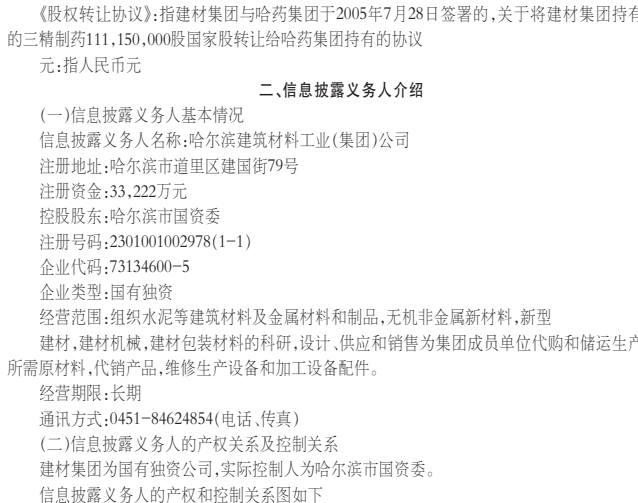 《股权转让协议》:指建材集团与哈药集团于2005年7月28日签署的,关于将建材集团持有
的三精制药111,150,000股国家股转让给哈药集团持有的协议
元:指人民币元
二、信息披露义务人介绍
(一)信息披露义务人基本情况
信息披露义务人名称:哈尔滨建筑材料工业(集团)公司
注册地址:哈尔滨市道里区建国街79号
注册资金:33,222万元
控股股东:哈尔滨市国资委
注册号码:2301001002978(1-1)
企业代码:73134600-5
企业类型:国有独资
经营范围:组织水泥等建筑材料及金属材料和制品,无机非金属新材料,新型
建材,建材机械,建材包装材料的科研,设计、供应和销售为集团成员单位代购和储运生产
所需原材料,代销产品,维修生产设备和加工设备配件。
经营期限:长期
通讯方式:0451-84624854(电话、传真)
(二)信息披露义务人的产权关系及控制关系
建材集团为国有独资公司,实际控制人为哈尔滨市国资委。
信息披露义务人的产权和控制关系图如下